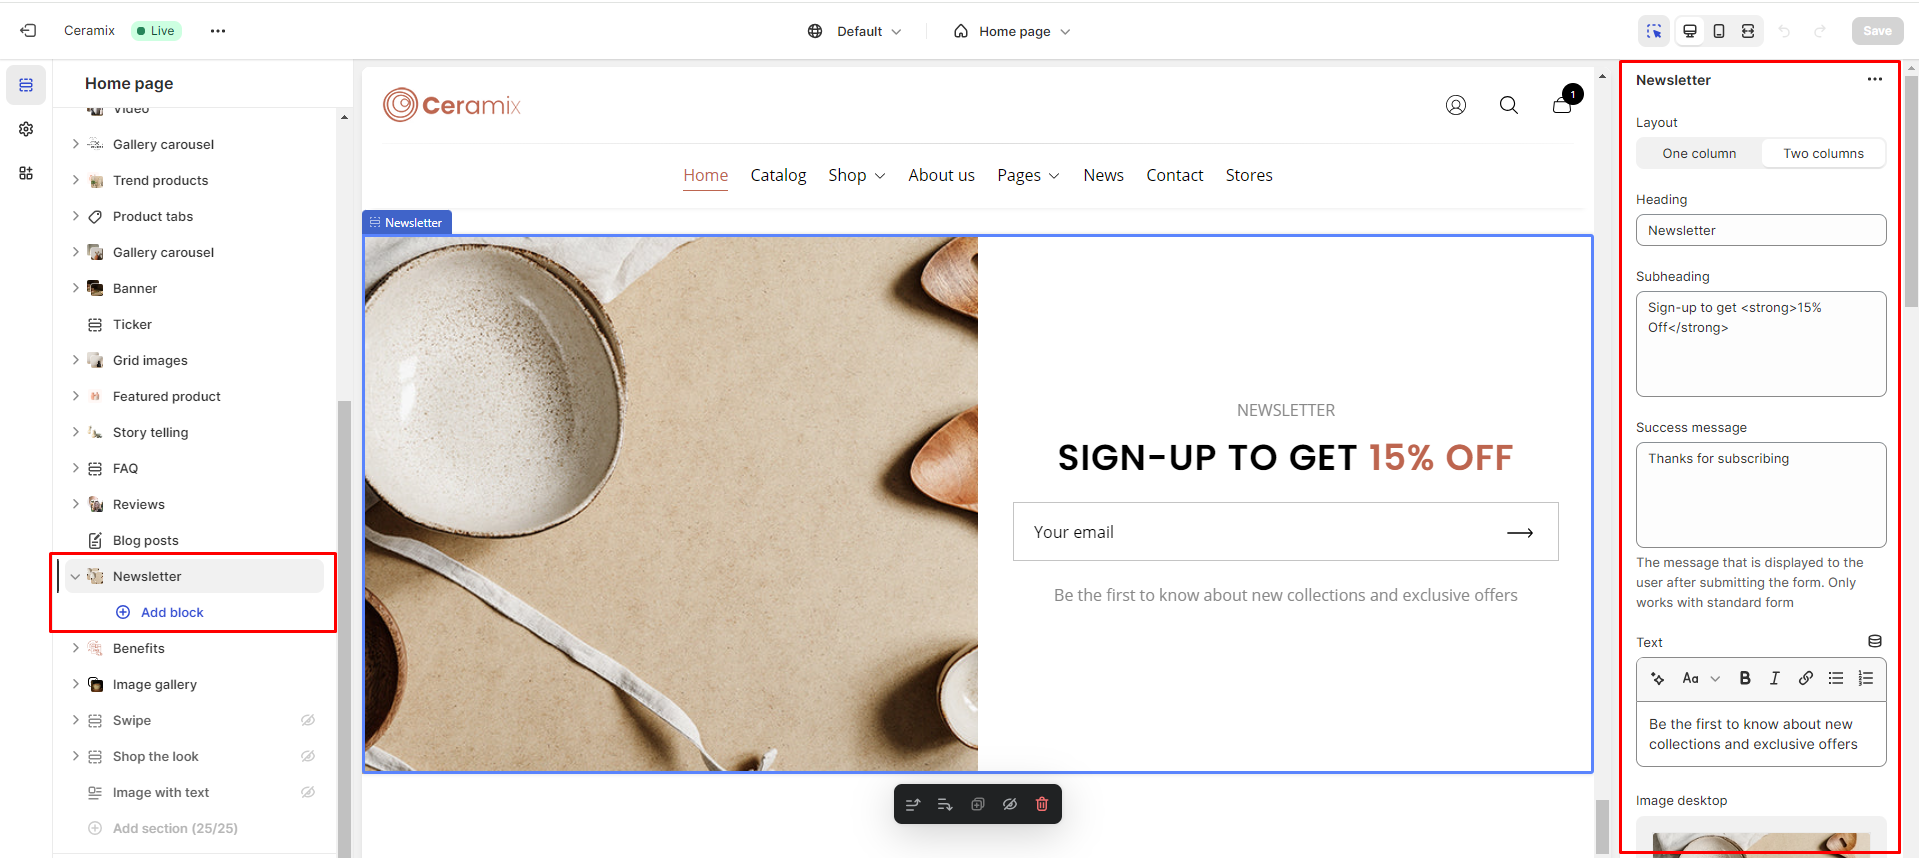 Ceramix
Live
Default
Home page
Save
Home page
Video
Gallery carousel
Trend products
Product tabs
Gallery carousel
Banner
Ticker
Grid images
Featured product
Story telling
FAQ
Reviews
Blog posts
Newsletter
Add block
Benefits
Image gallery
Swipe
Shop the look
Image with text
Add section (25/25)
Ceramix
1
Home Catalog Shop About us Pages News Contact Stores
Newsletter
NEWSLETTER
SIGN-UP TO GET 15% OFF
Your email
Be the first to know about new collections and exclusive offers
Newsletter
Layout
One column Two columns
Heading
Newsletter
Subheading
Sign-up to get <strong>15%
Off</strong>
Success message
Thanks for subscribing
The message that is displayed to the
user after submitting the form. Only
works with standard form
Text
Aa B I
Be the first to know about new
collections and exclusive offers
Image desktop